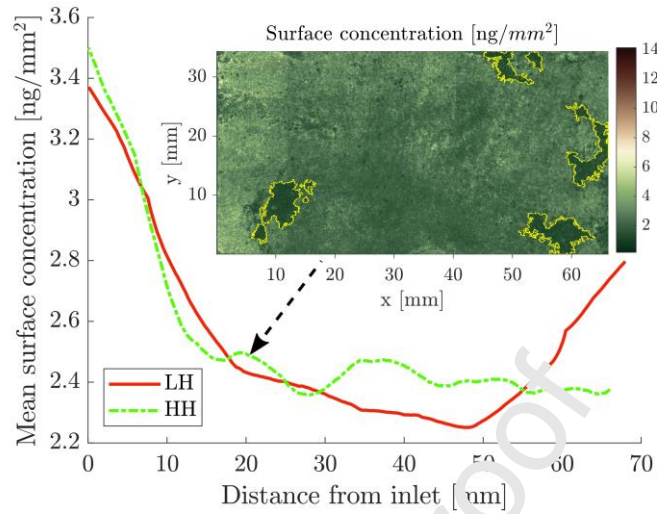 Surface concentration [ng/mm²]
14
12
10
8
6
4
2
30
20
10
y [mm]
10 20 30 40 50 60
x [mm]
3.6
3.4
3.2
3
2.8
2.6
2.4
2.2
Mean surface concentration [ng/mm²]
LH
HH
0 10 20 30 40 50 60 70
Distance from inlet [mm]
roof